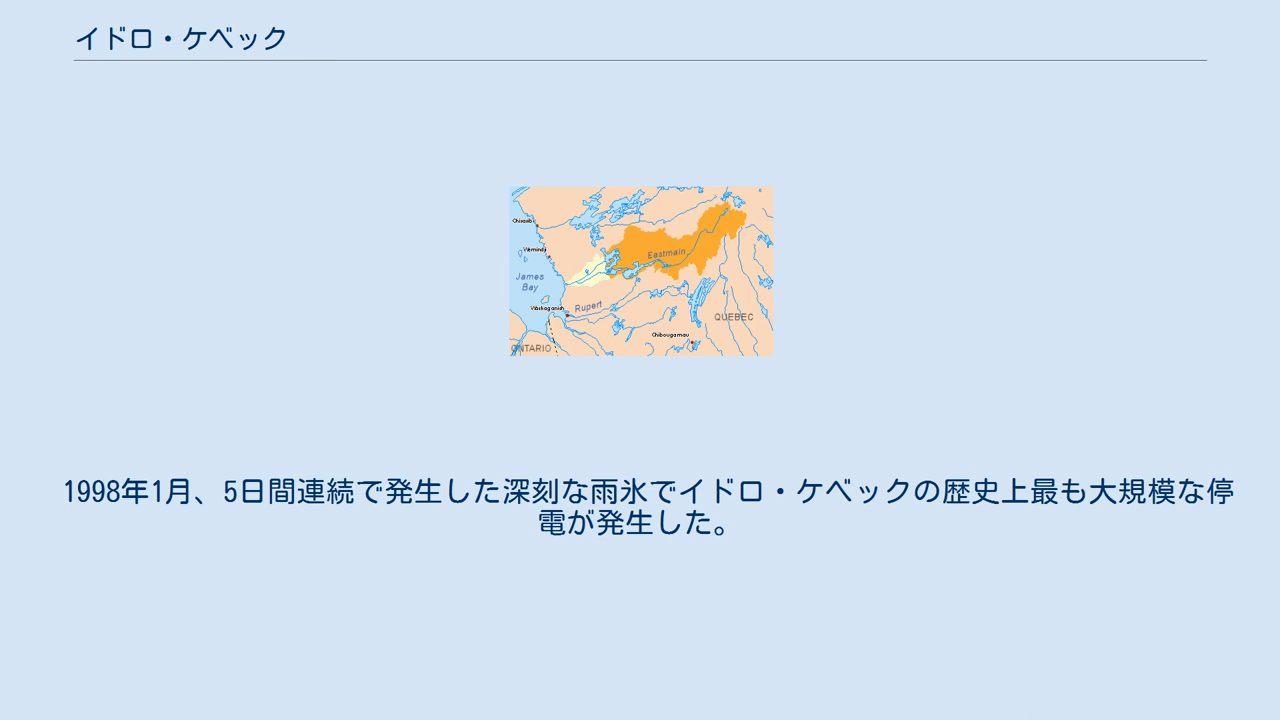 イドロ・ケベック
Chisasibi
Wemindji
Eastmain
James
Bay
Waskaganish
Rupert
QUEBEC
Chibougamau
ONTARIO
1998年1月、5日間連続で発生した深刻な雨氷でイドロ・ケベックの歴史上最も大規模な停
電が発生した。